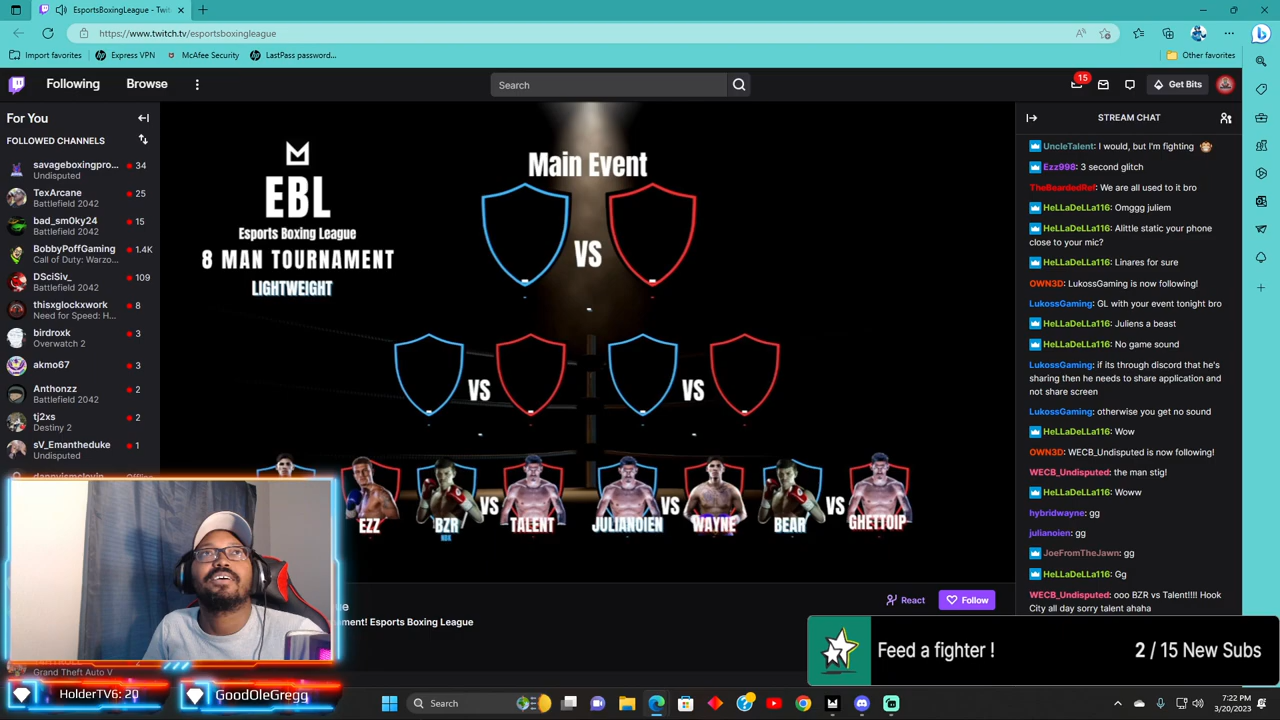 EsportsBoxingLeague - Twit
https://www.twitch.tv/esportsboxingleague
Import favorites
Express VPN
McAfee Security
LastPass password...
Other favorites
Following
Browse
Search
15
Get Bits
For You
FOLLOWED CHANNELS
savageboxingpro... 34
Undisputed
TexArcane 25
Battlefield 2042
bad_sm0ky24 15
Battlefield 2042
BobbyPoffGaming 1.4K
Call of Duty: Warzo...
DSciSiv_ 109
Battlefield 2042
thisxglockxwork 8
Need for Speed: H...
birdroxk 3
Overwatch 2
akmo67 3
Anthonzz 2
Battlefield 2042
tj2xs 2
Destiny 2
sV_Emantheduke 1
Undisputed
Offline
Grand Theft Auto V
EBL
Esports Boxing League
8 MAN TOURNAMENT
LIGHTWEIGHT
Main Event
VS
VS
VS
EZZ
BZR
VS
TALENT
JULIANOIEN
VS
WAYNE
BEAR
VS
GHETTOIP
React
Follow
ament! Esports Boxing League
STREAM CHAT
UncleTalent: I would, but I'm fighting
Ezz998: 3 second glitch
TheBeardedRef: We are all used to it bro
HeLLaDeLLa116: Omggg juliem
HeLLaDeLLa116: Alittle static your phone
close to your mic?
HeLLaDeLLa116: Linares for sure
OWN3D: LukossGaming is now following!
LukossGaming: GL with your event tonight bro
HeLLaDeLLa116: Juliens a beast
HeLLaDeLLa116: No game sound
LukossGaming: if its through discord that he's
sharing then he needs to share application and
not share screen
LukossGaming: otherwise you get no sound
HeLLaDeLLa116: Wow
OWN3D: WECB_Undisputed is now following!
WECB_Undisputed: the man stig!
HeLLaDeLLa116: Woww
hybridwayne: gg
julianoien: gg
JoeFromTheJawn: gg
HeLLaDeLLa116: Gg
WECB_Undisputed: ooo BZR vs Talent!!!! Hook
City all day sorry talent ahaha
Feed a fighter !
2 / 15 New Subs
HolderTV6: 20
GoodOleGregg
Search
7:22 PM
3/20/2023